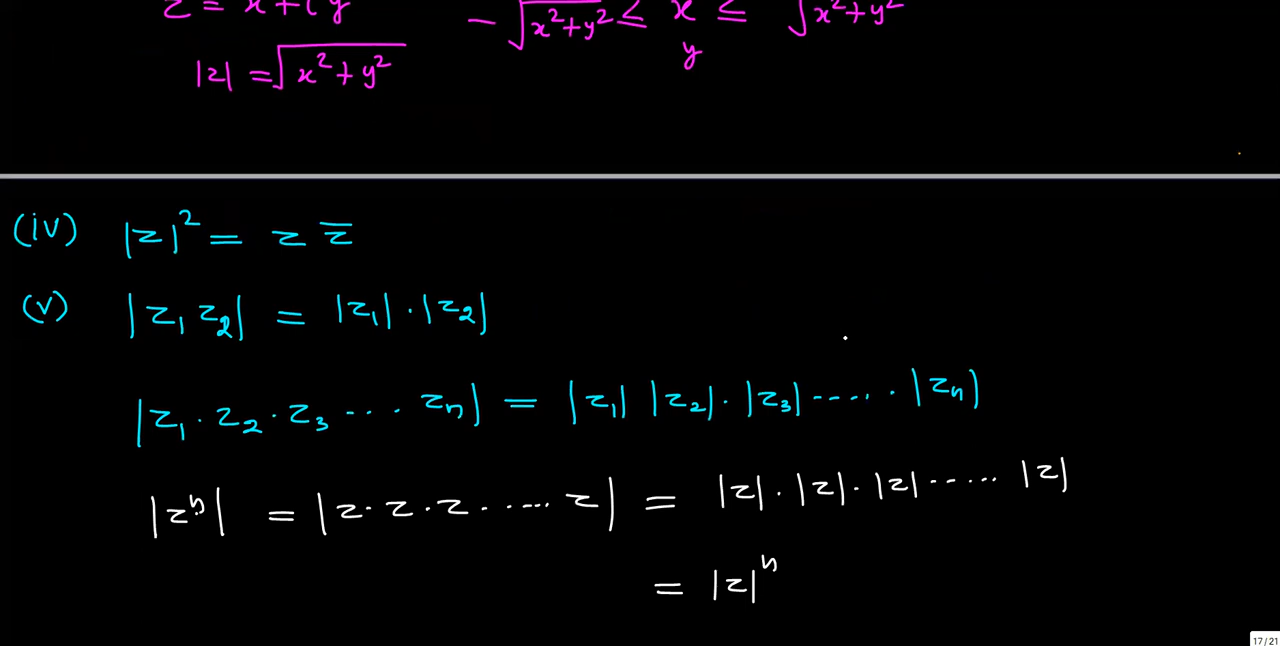 z = x + iy    - √(x² + y²) ≤ x ≤ √(x² + y²)
y
|z| = √(x² + y²)
(iv) |z|² = z z̅
(v) |z₁ z₂| = |z₁| · |z₂|
|z₁ · z₂ · z₃ ... zₙ| = |z₁| |z₂| · |z₃| ..... · |zₙ|
|zⁿ| = |z · z · z ...... z| = |z| · |z| · |z| ...... |z|
= |z|ⁿ
17/21